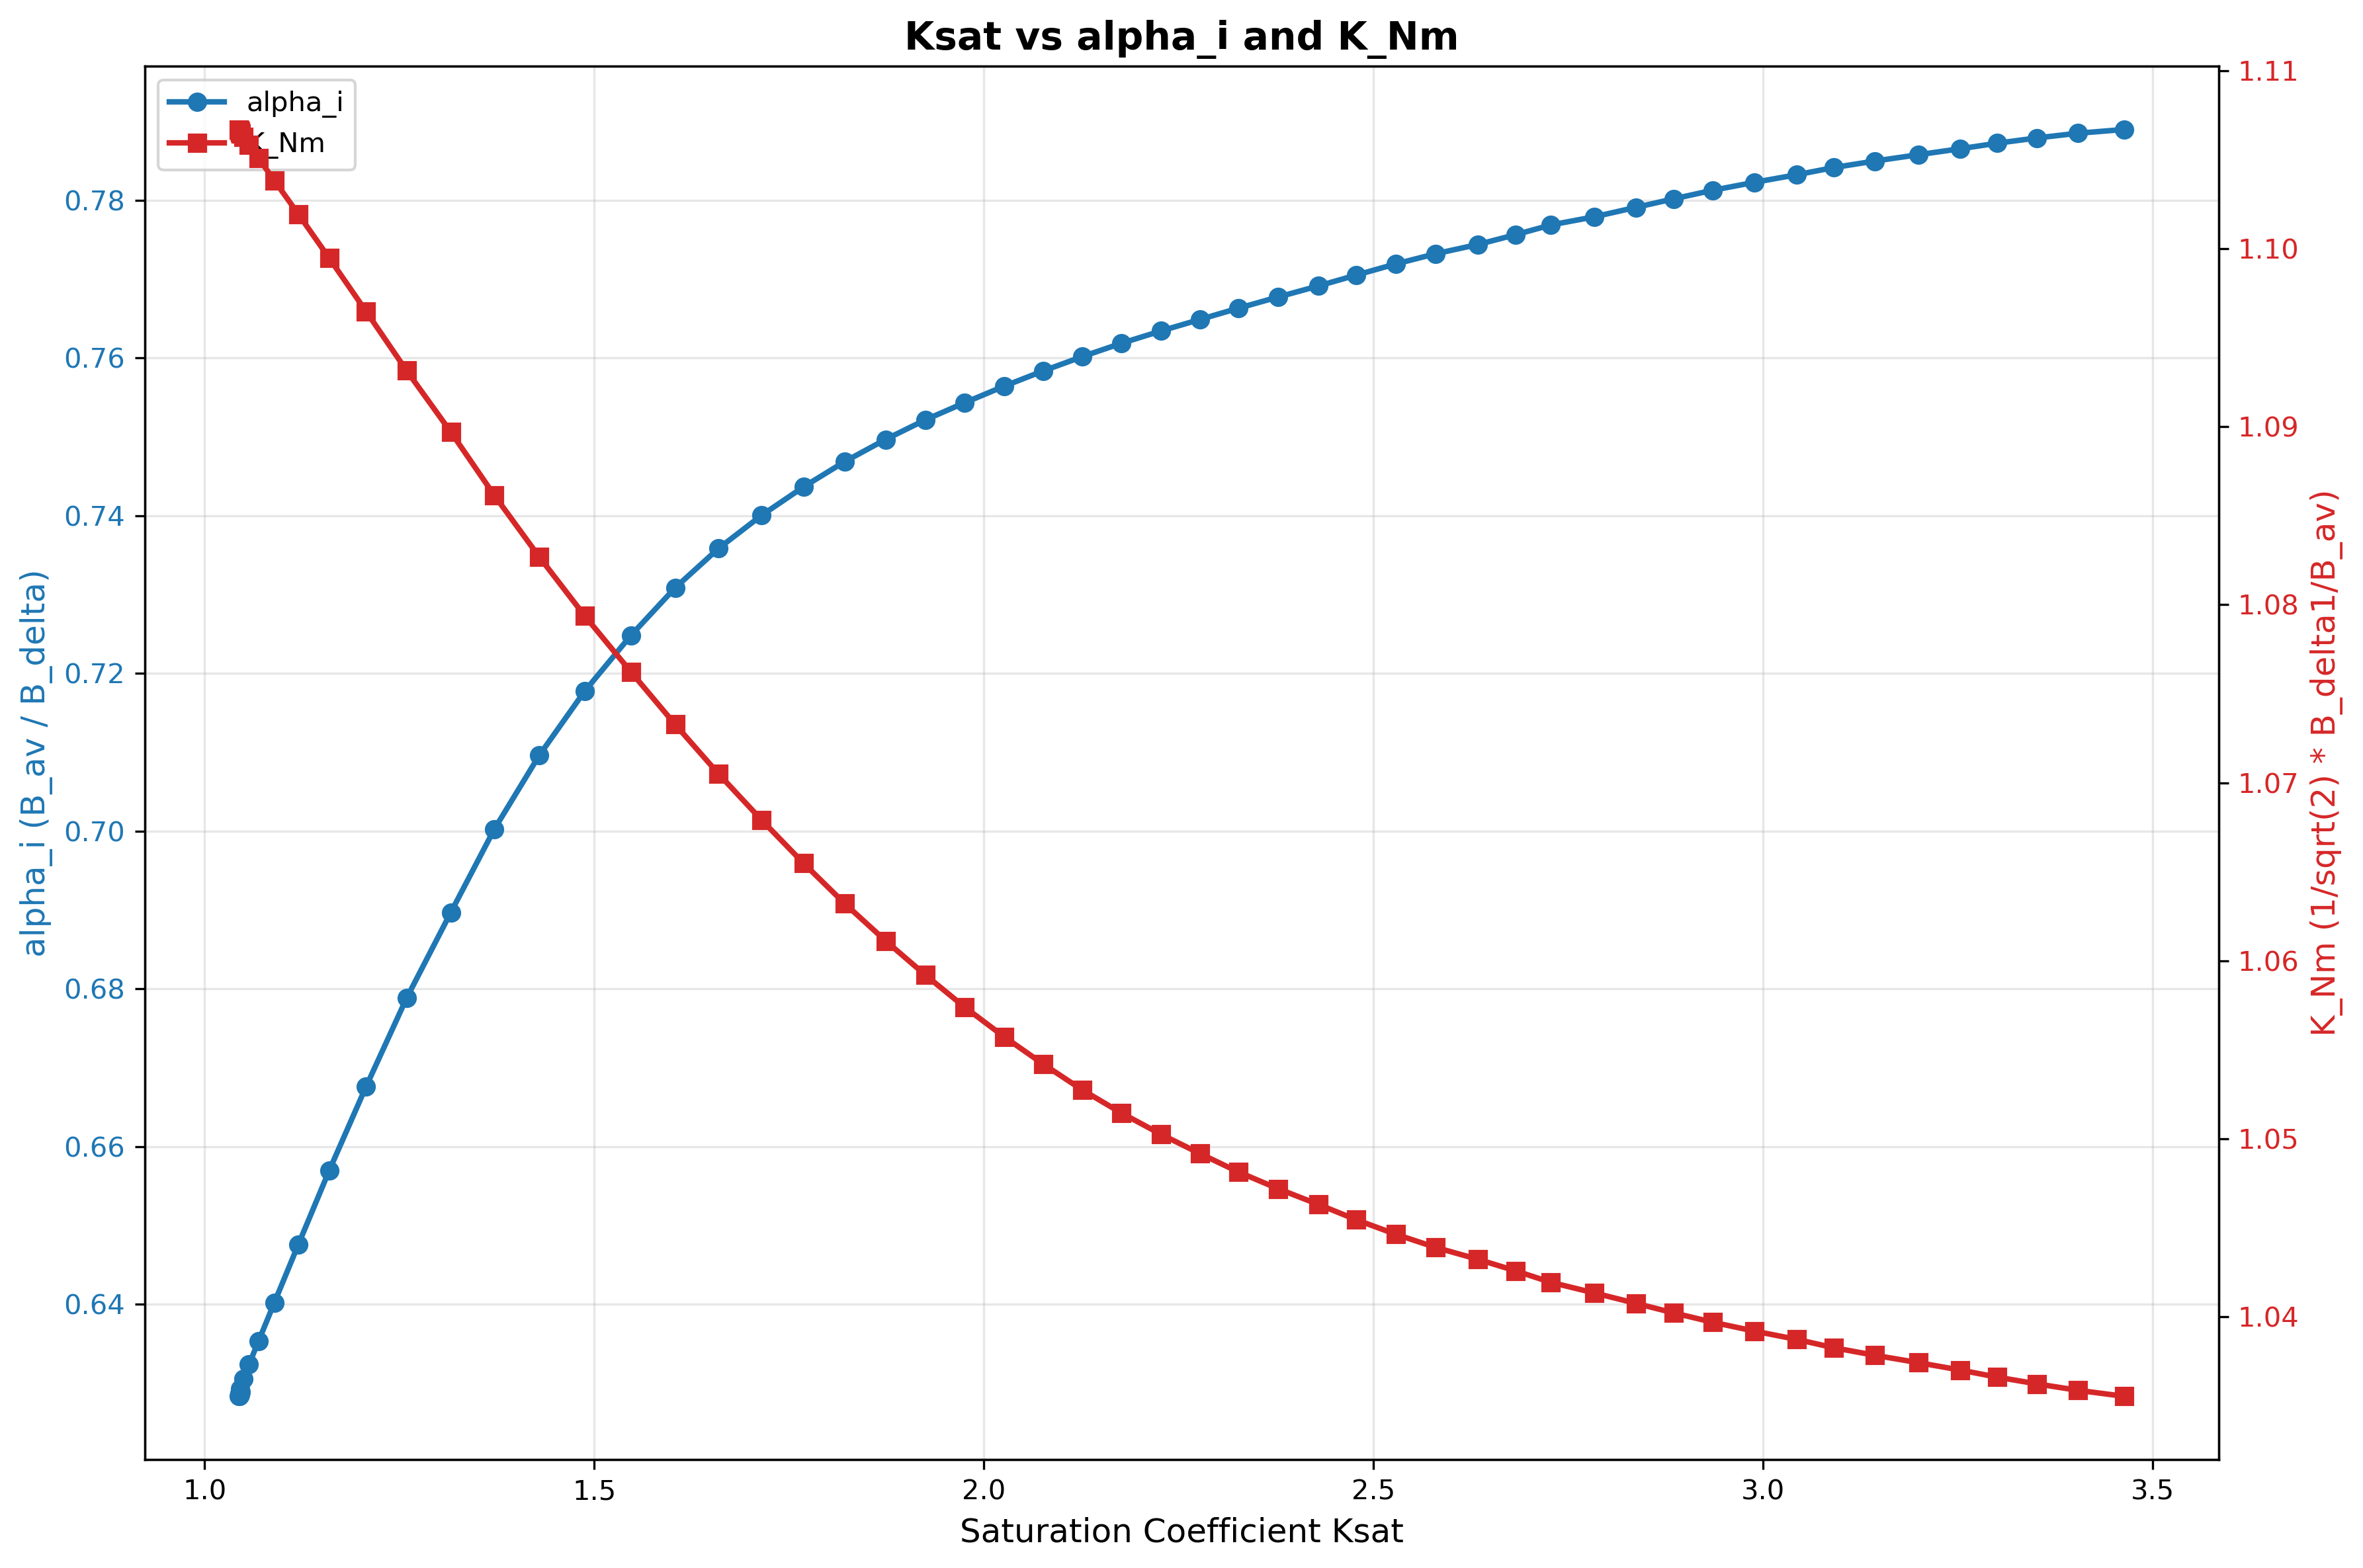 Ksat vs alpha_i and K_Nm
alpha_i
K_Nm
0.78
0.76
0.74
0.72
0.70
0.68
0.66
0.64
alpha_i (B_av / B_delta)
1.11
1.10
1.09
1.08
1.07
1.06
1.05
1.04
K_Nm (1/sqrt(2) * B_delta1/B_av)
1.0 1.5 2.0 2.5 3.0 3.5
Saturation Coefficient Ksat